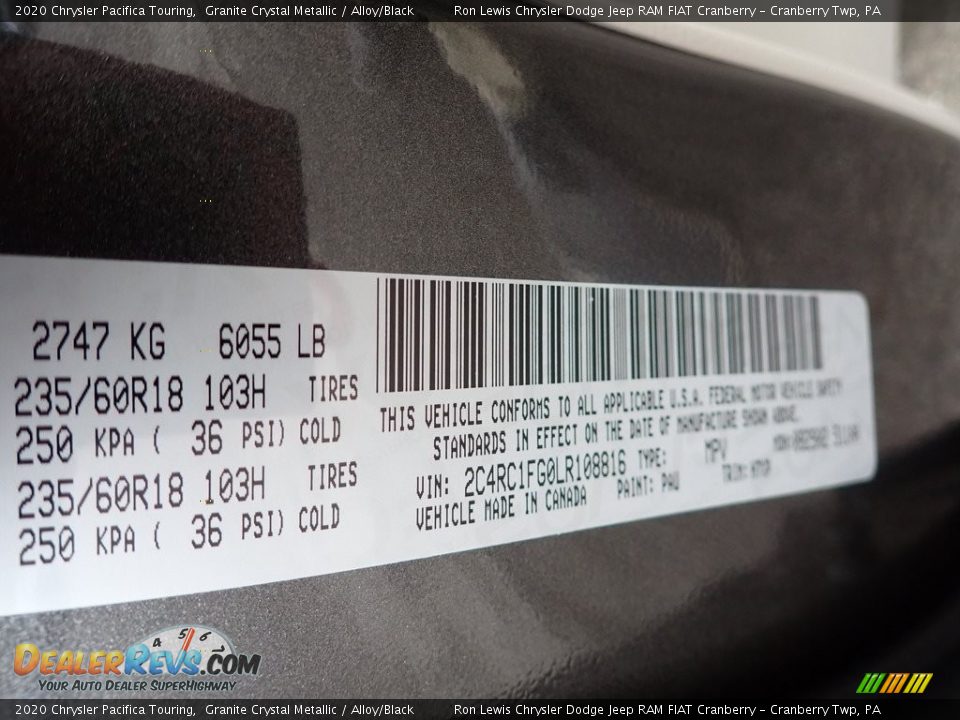 2020 Chrysler Pacifica Touring, Granite Crystal Metallic / Alloy/Black Ron Lewis Chrysler Dodge Jeep RAM FIAT Cranberry - Cranberry Twp, PA
2747 KG 6055 LB
235/60R18 103H TIRES
250 KPA ( 36 PSI) COLD
235/60R18 103H TIRES
250 KPA ( 36 PSI) COLD
THIS VEHICLE CONFORMS TO ALL APPLICABLE U.S.A. FEDERAL MOTOR VEHICLE SAFETY
STANDARDS IN EFFECT ON THE DATE OF MANUFACTURE SHOWN ABOVE.
VIN: 2C4RC1FG0LR108816 TYPE: MPV
VEHICLE MADE IN CANADA PAINT: PAU TRIM:
4 5 6
DealerRevs.com
Your Auto Dealer SuperHighway
2020 Chrysler Pacifica Touring, Granite Crystal Metallic / Alloy/Black Ron Lewis Chrysler Dodge Jeep RAM FIAT Cranberry - Cranberry Twp, PA